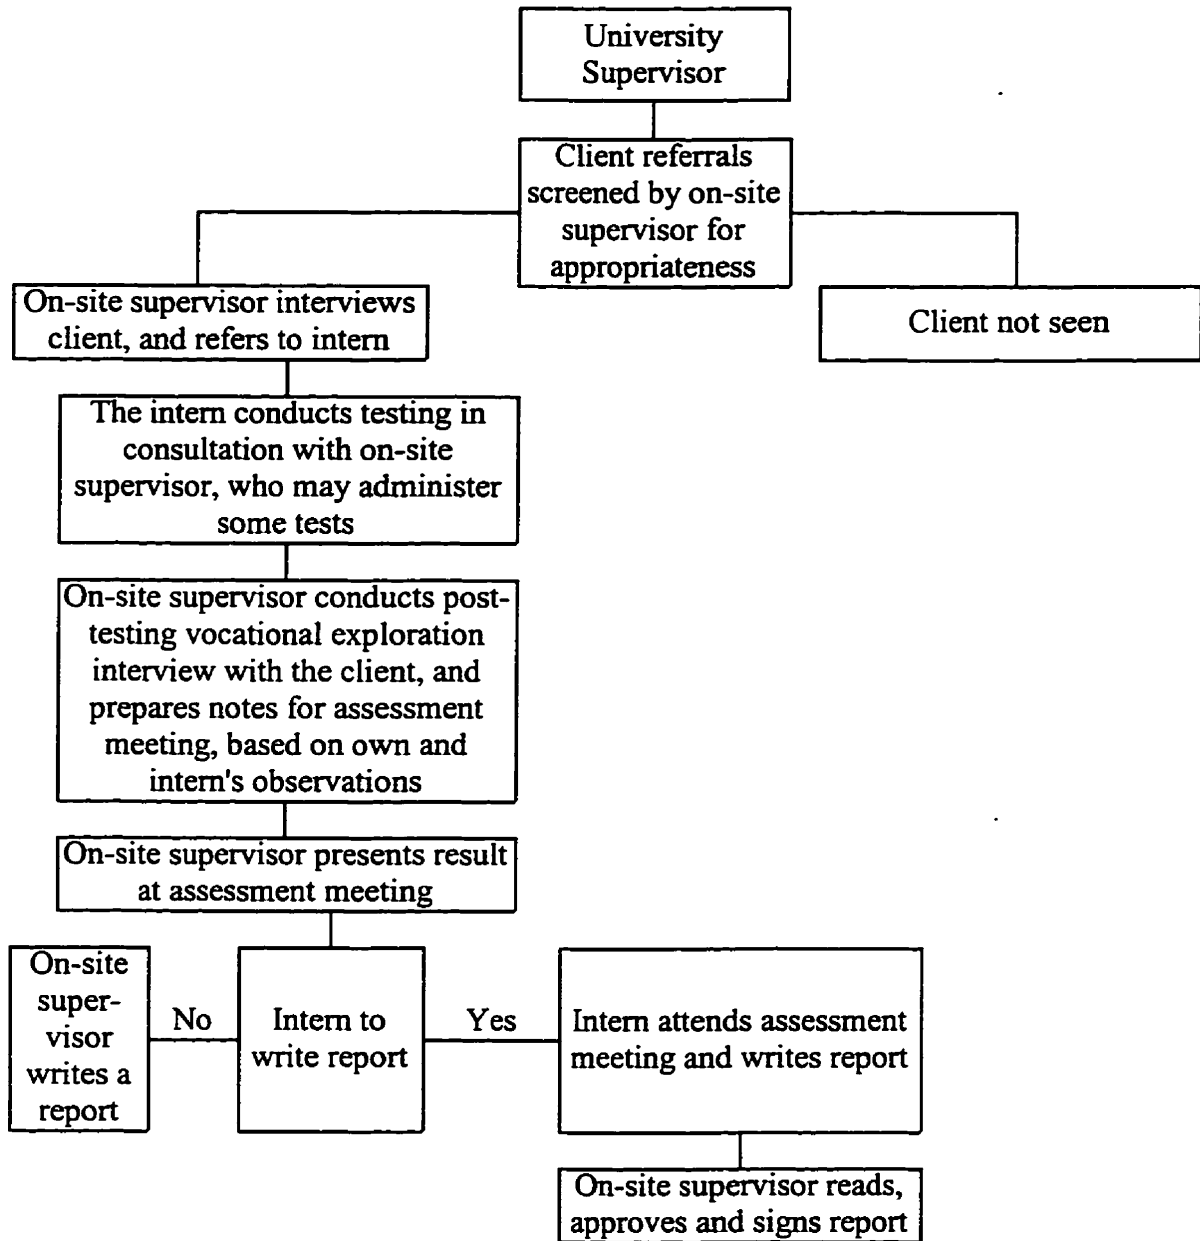 University
Supervisor
Client referrals
screened by on-site
supervisor for
appropriateness
On-site supervisor interviews
client, and refers to intern
Client not seen
The intern conducts testing in
consultation with on-site
supervisor, who may administer
some tests
On-site supervisor conducts post-
testing vocational exploration
interview with the client, and
prepares notes for assessment
meeting, based on own and
intern's observations
On-site supervisor presents result
at assessment meeting
On-site
super-
visor
writes a
report
No
Intern to
write report
Yes
Intern attends assessment
meeting and writes report
On-site supervisor reads,
approves and signs report